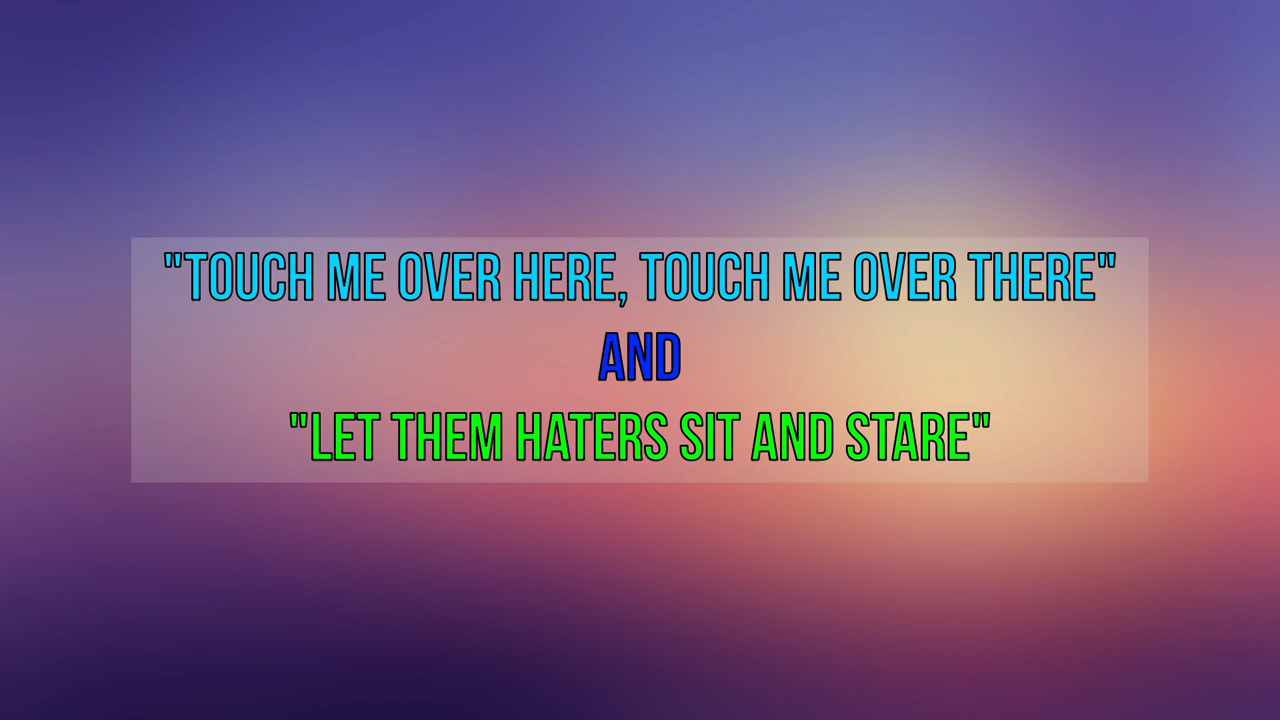 "TOUCH ME OVER HERE, TOUCH ME OVER THERE"
AND
"LET THEM HATERS SIT AND STARE"